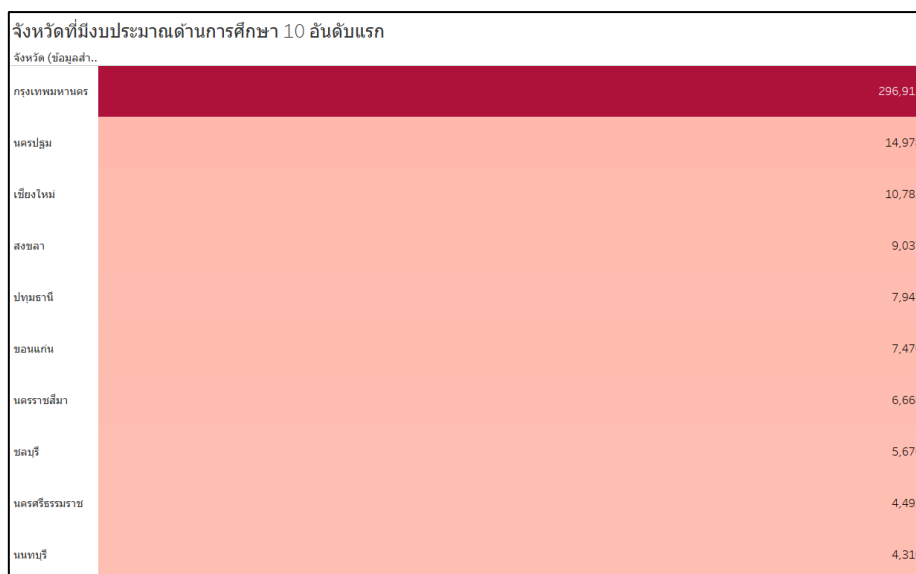 จังหวัดที่มีงบประมาณด้านการศึกษา 10 อันดับแรก
จังหวัด (ข้อมูลสำ..
กรุงเทพมหานคร 296,91
นครปฐม 14,97
เชียงใหม่ 10,78
สงขลา 9,03
ปทุมธานี 7,94
ขอนแก่น 7,47
นครราชสีมา 6,66
ชลบุรี 5,67
นครศรีธรรมราช 4,49
นนทบุรี 4,31